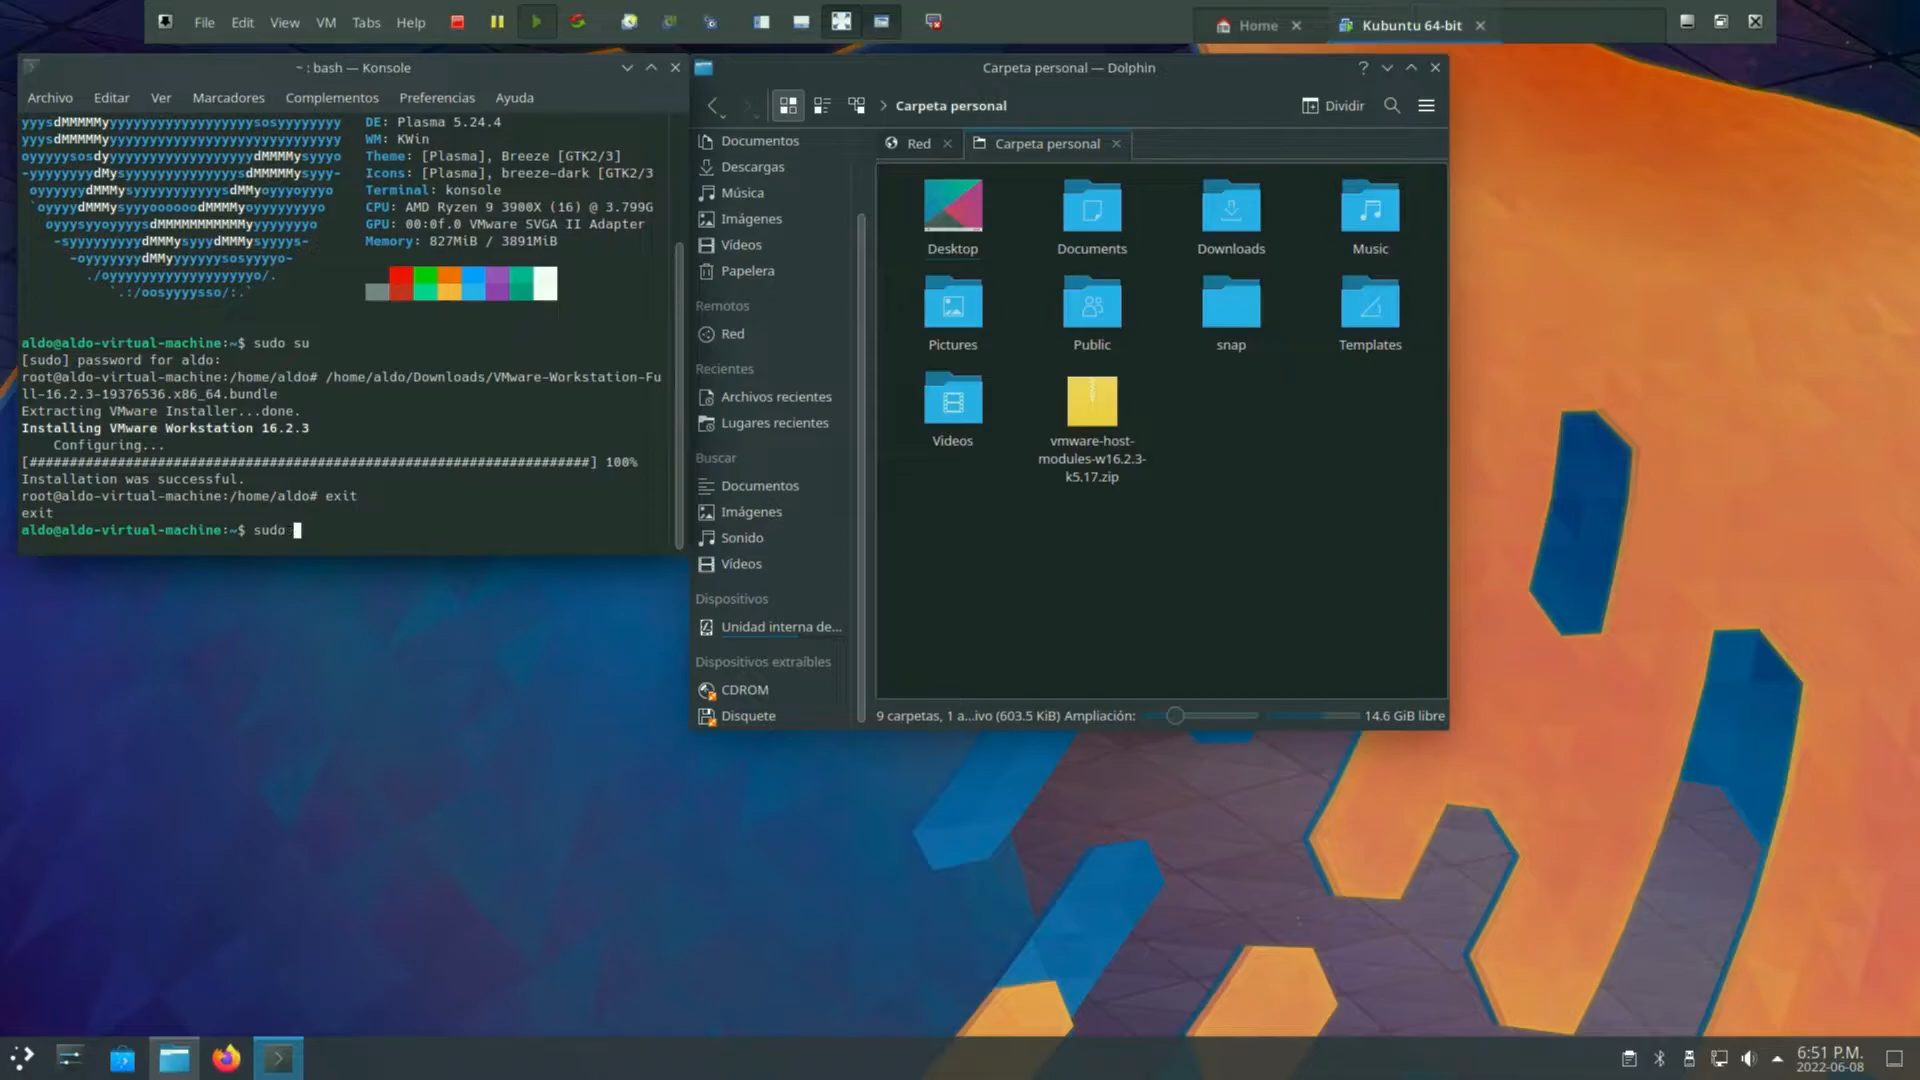 File Edit View VM Tabs Help
Home
Kubuntu 64-bit
~ : bash — Konsole
Archivo Editar Ver Marcadores Complementos Preferencias Ayuda
DE: Plasma 5.24.4
WM: KWin
Theme: [Plasma], Breeze [GTK2/3]
Icons: [Plasma], breeze-dark [GTK2/3
Terminal: konsole
CPU: AMD Ryzen 9 3900X (16) @ 3.799G
GPU: 00:0f.0 VMware SVGA II Adapter
Memory: 827MiB / 3891MiB
aldo@aldo-virtual-machine:~$ sudo su
[sudo] password for aldo:
root@aldo-virtual-machine:/home/aldo# /home/aldo/Downloads/VMware-Workstation-Fu
ll-16.2.3-19376536.x86_64.bundle
Extracting VMware Installer...done.
Installing VMware Workstation 16.2.3
Configuring...
100%
Installation was successful.
root@aldo-virtual-machine:/home/aldo# exit
exit
aldo@aldo-virtual-machine:~$ sudo
Carpeta personal — Dolphin
Carpeta personal
Dividir
Documentos
Descargas
Música
Imágenes
Vídeos
Papelera
Remotos
Red
Recientes
Archivos recientes
Lugares recientes
Buscar
Documentos
Imágenes
Sonido
Vídeos
Dispositivos
Unidad interna de...
Dispositivos extraíbles
CDROM
Disquete
Red
Carpeta personal
Desktop
Documents
Downloads
Music
Pictures
Public
snap
Templates
Videos
vmware-host-
modules-w16.2.3-
k5.17.zip
9 carpetas, 1 a...ivo (603.5 KiB) Ampliación: 14.6 GiB libre
6:51 P.M.
2022-06-08